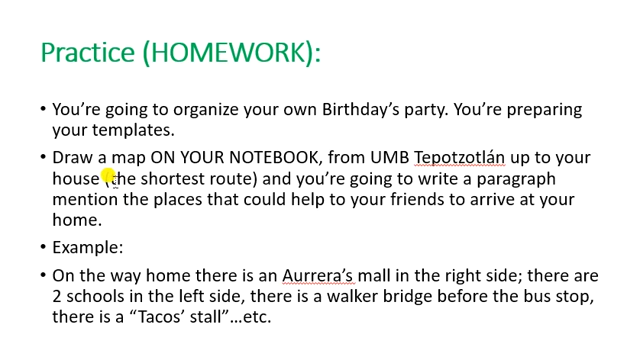 Practice (HOMEWORK):
• You’re going to organize your own Birthday’s party. You’re preparing
your templates.
• Draw a map ON YOUR NOTEBOOK, from UMB Tepotzotlán up to your
house (the shortest route) and you’re going to write a paragraph
mention the places that could help to your friends to arrive at your
home.
• Example:
• On the way home there is an Aurrera’s mall in the right side; there are
2 schools in the left side, there is a walker bridge before the bus stop,
there is a “Tacos’ stall”…etc.